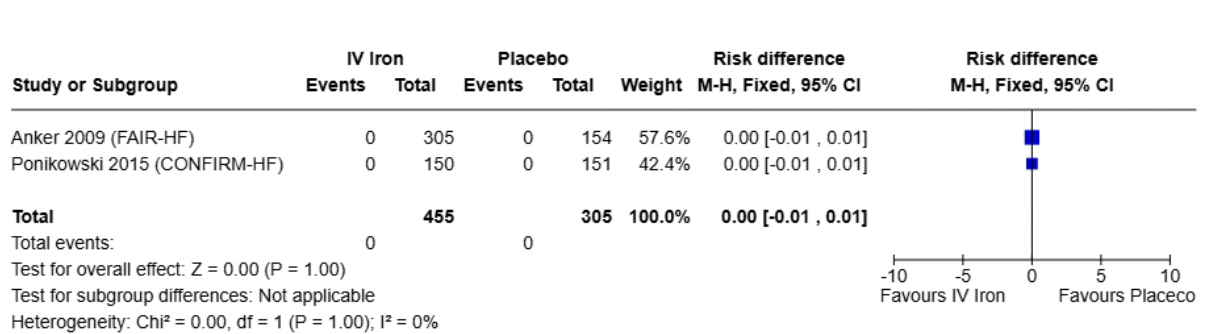 IV Iron Placebo Risk difference Risk difference
Study or Subgroup Events Total Events Total Weight M-H, Fixed, 95% CI M-H, Fixed, 95% CI
Anker 2009 (FAIR-HF) 0 305 0 154 57.6% 0.00 [-0.01 , 0.01]
Ponikowski 2015 (CONFIRM-HF) 0 150 0 151 42.4% 0.00 [-0.01 , 0.01]
Total 455 305 100.0% 0.00 [-0.01 , 0.01]
Total events: 0 0
Test for overall effect: Z = 0.00 (P = 1.00)
-10 -5 0 5 10
Test for subgroup differences: Not applicable
Favours IV Iron Favours Placeco
Heterogeneity: Chi² = 0.00, df = 1 (P = 1.00); I² = 0%